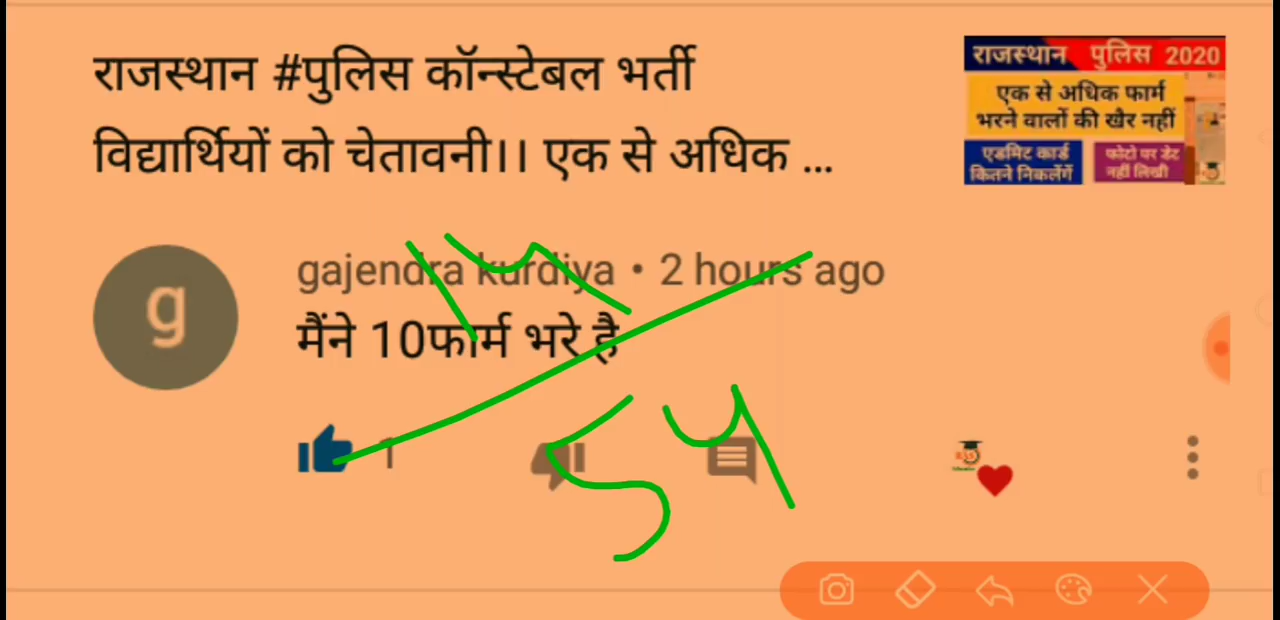 राजस्थान #पुलिस कॉन्स्टेबल भर्ती
विद्यार्थियों को चेतावनी।। एक से अधिक ...
राजस्थान पुलिस 2020
एक से अधिक फार्म
भरने वालों की खैर नहीं
एडमिट कार्ड
कितने निकलेंगें
फोटो पर डेट
नहीं लिखी
g
gajendra kurdiya • 2 hours ago
मैंने 10फार्म भरे है
1
54